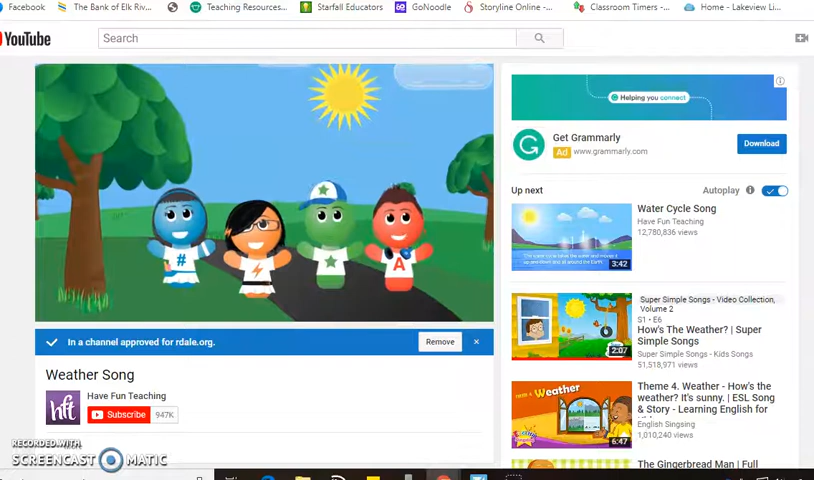 Facebook
The Bank of Elk Riv...
Teaching Resources...
Starfall Educators
GoNoodle
Storyline Online -...
Classroom Timers -...
Home - Lakeview Li...
YouTube
Search
#
A
In a channel approved for rdale.org.
Remove
×
Weather Song
hft
Have Fun Teaching
Subscribe 947K
RECORDED WITH
SCREENCAST MATIC
Helping you connect
Get Grammarly
Ad www.grammarly.com
Download
Up next
Autoplay
Water Cycle Song
Have Fun Teaching
12,780,836 views
3:42
Super Simple Songs - Video Collection,
Volume 2
S1 • E6
How's The Weather? | Super
Simple Songs
Super Simple Songs - Kids Songs
51,518,971 views
2:07
Weather
Theme 4. Weather - How's the
weather? It's sunny. | ESL Song
& Story - Learning English for
English Singsing
1,010,240 views
6:47
The Gingerbread Man | Full